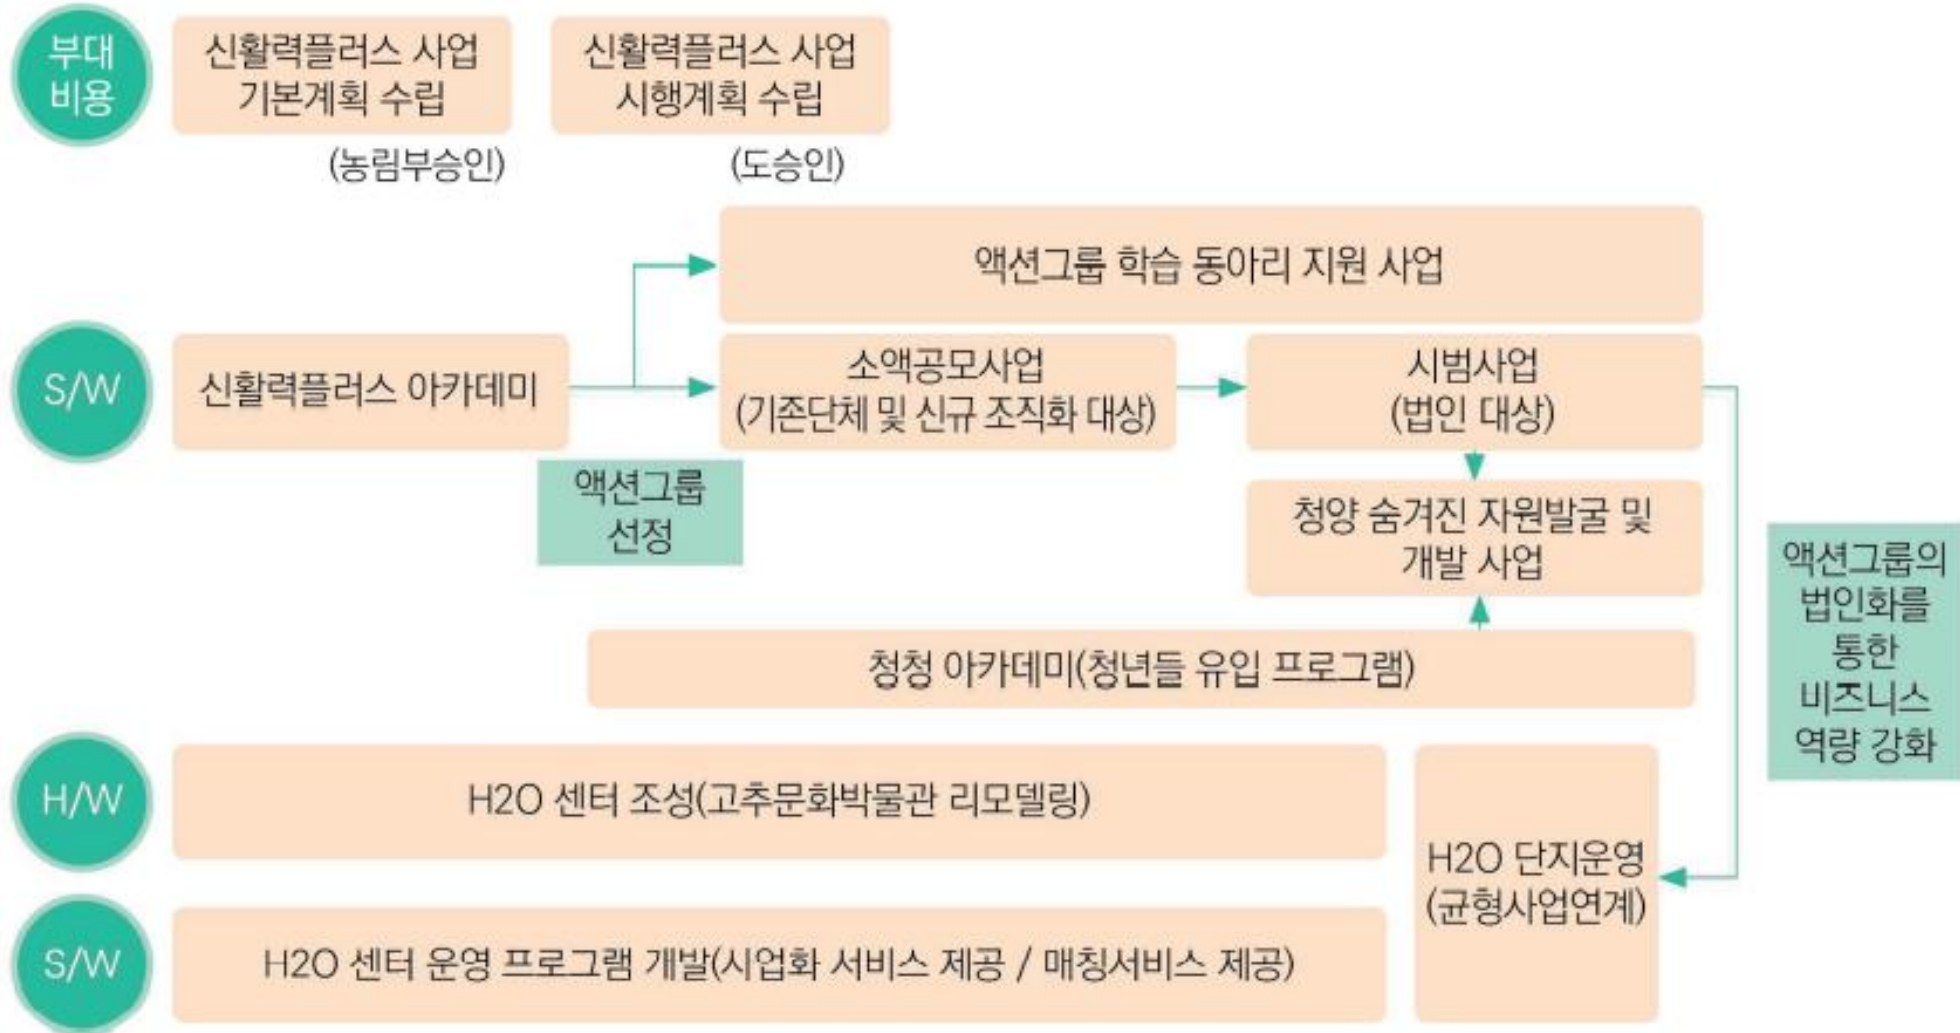 부대
비용
신활력플러스 사업
기본계획 수립
(농림부승인)
신활력플러스 사업
시행계획 수립
(도승인)
액션그룹 학습 동아리 지원 사업
S/W
신활력플러스 아카데미
소액공모사업
(기존단체 및 신규 조직화 대상)
시범사업
(법인 대상)
액션그룹
선정
청양 숨겨진 자원발굴 및
개발 사업
액션그룹의
법인화를
통한
비즈니스
역량 강화
청청 아카데미(청년들 유입 프로그램)
H/W
H2O 센터 조성(고추문화박물관 리모델링)
H2O 단지운영
(균형사업연계)
S/W
H2O 센터 운영 프로그램 개발(시업화 서비스 제공 / 매칭서비스 제공)